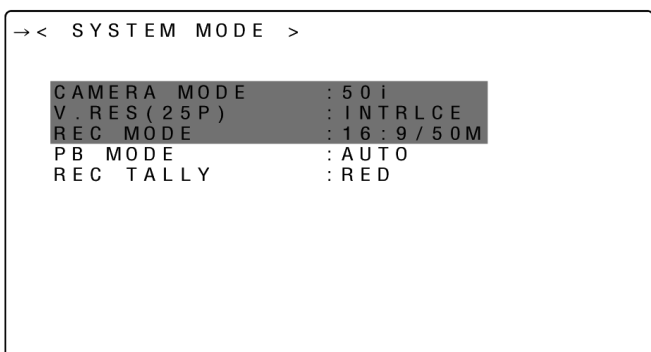 →< SYSTEM MODE >
CAMERA MODE :50i
V.RES(25P) :INTRLCE
REC MODE :16:9/50M
PB MODE :AUTO
REC TALLY :RED